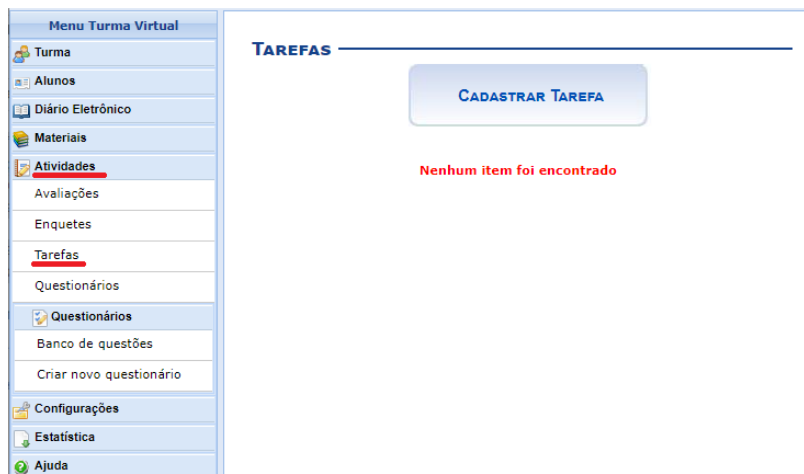 Menu Turma Virtual
Turma
Alunos
Diário Eletrônico
Materiais
Atividades
Avaliações
Enquetes
Tarefas
Questionários
Questionários
Banco de questões
Criar novo questionário
Configurações
Estatística
Ajuda
TAREFAS
CADASTRAR TAREFA
Nenhum item foi encontrado